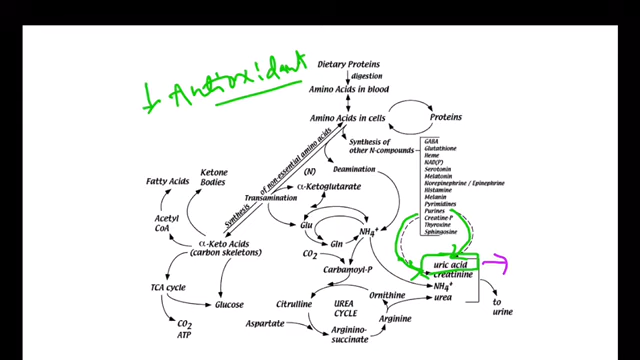 Antioxidant
Dietary Proteins
digestion
Amino Acids in blood
Amino Acids in cells
Proteins
Synthesis of
other N-compounds
GABA
Glutathione
Heme
NAD(P)
Serotonin
Melatonin
Norepinephrine / Epinephrine
Histamine
Melanin
Pyrimidines
Purines
Creatine P
Thyroxine
Sphingosine
Synthesis of non-essential amino acids
(N)
Deamination
Transamination
α-Ketoglutarate
Fatty Acids
Ketone
Bodies
Acetyl
CoA
α-Keto Acids
(carbon skeletons)
Glu
Gln
NH4+
CO2
Carbamoyl-P
uric acid
creatinine
NH4+
urea
to
urine
TCA cycle
Glucose
CO2
ATP
Citrulline
UREA
CYCLE
Ornithine
Arginine
Aspartate
Arginino-
succinate